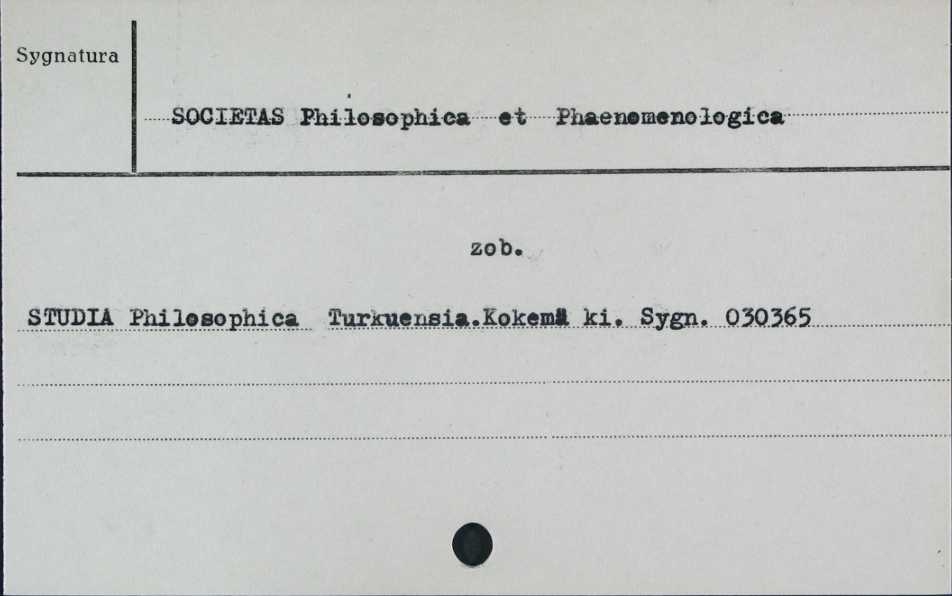 Sygnatura
SOCIETAS Philosophica et Phaenomenologica
zob.
STUDIA Philosophica Turkuensia.Kokemä ki. Sygn. 030365